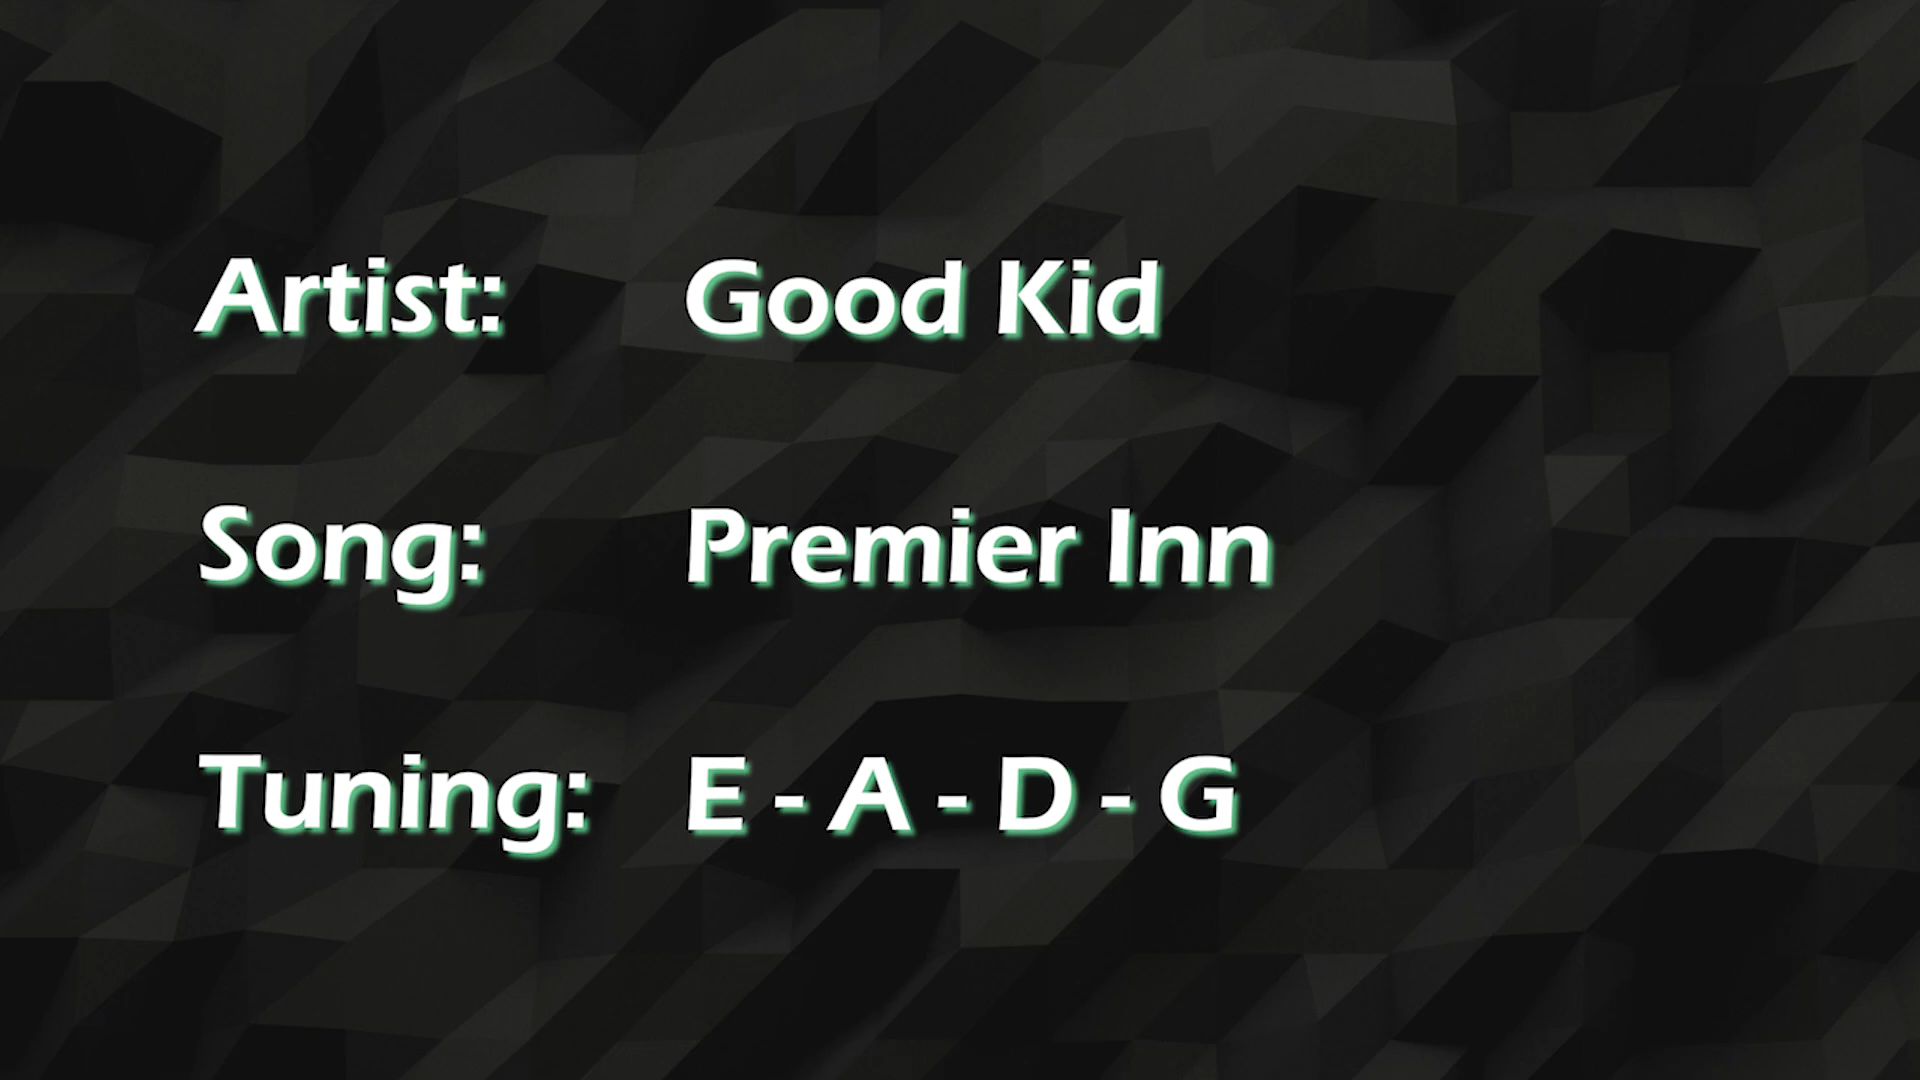 Artist: Good Kid
Song: Premier Inn
Tuning: E - A - D - G